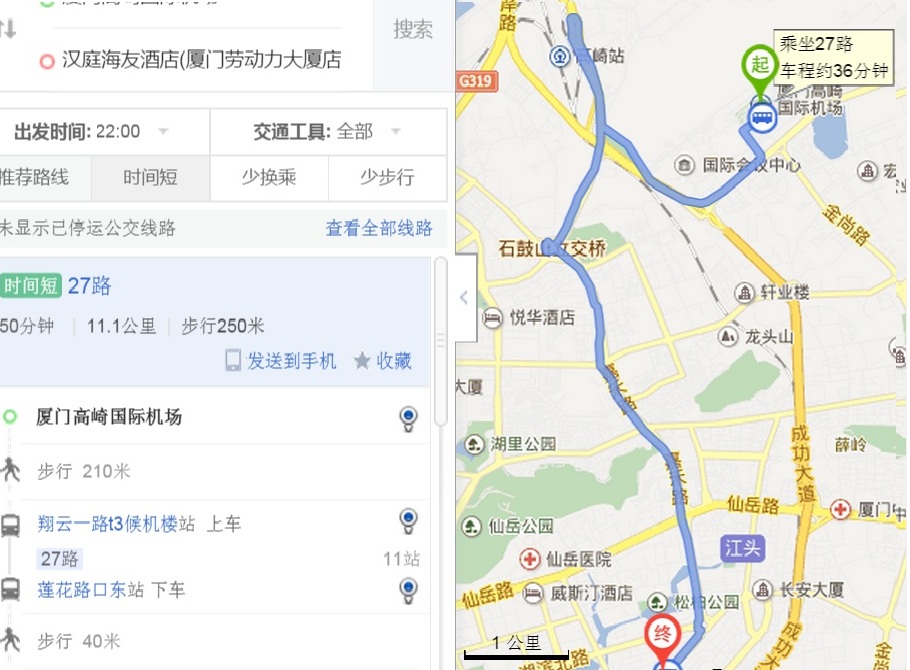 搜索
汉庭海友酒店(厦门劳动力大厦店
出发时间: 22:00
交通工具: 全部
推荐路线
时间短
少换乘
少步行
未显示已停运公交线路
查看全部线路
时间短 27路
50分钟 11.1公里 步行250米
发送到手机 收藏
厦门高崎国际机场
步行 210米
翔云一路t3候机楼站 上车
27路 11站
莲花路口东站 下车
步行 40米
岸路
高崎站
G319
起
乘坐27路
车程约36分钟
厦门高崎
国际机场
国际会议中心
金尚路
石鼓山立交桥
轩业楼
悦华酒店
龙头山
大厦
湖里公园
成功大道
薛岭
仙岳路
仙岳公园
江头
仙岳医院
仙岳路
威斯汀酒店
松柏公园
长安大厦
终
1 公里
成功
金